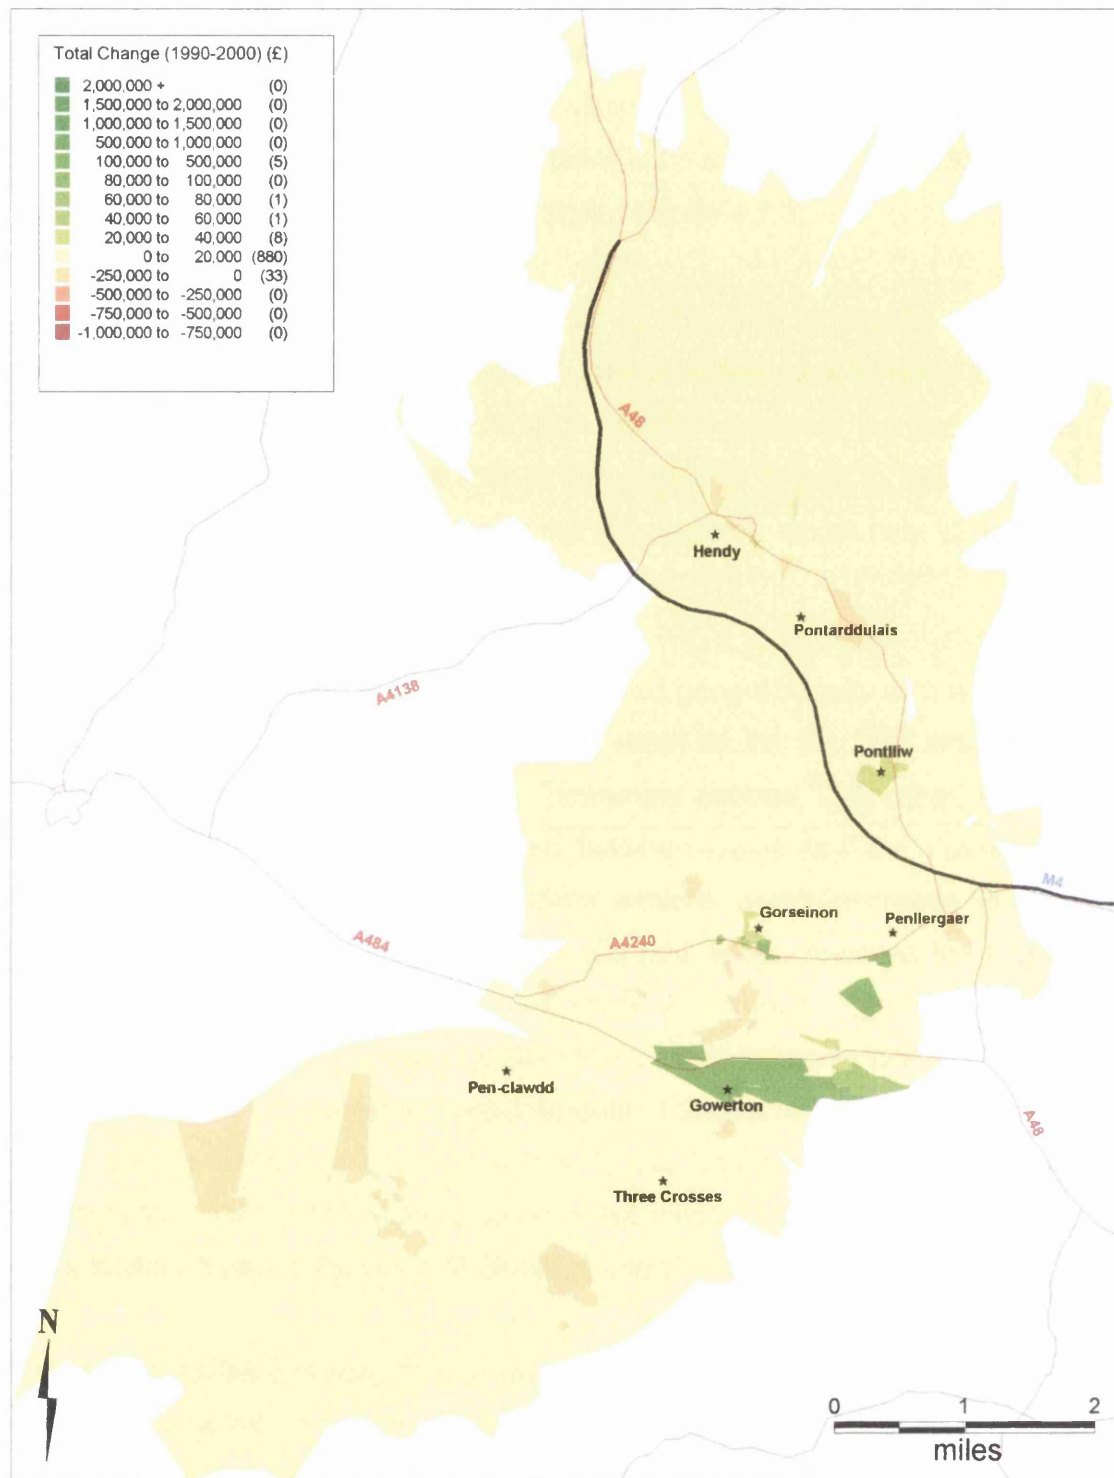 Total Change (1990-2000) (£)
2,000,000 + (0)
1,500,000 to 2,000,000 (0)
1,000,000 to 1,500,000 (0)
500,000 to 1,000,000 (0)
100,000 to 500,000 (5)
80,000 to 100,000 (0)
60,000 to 80,000 (1)
40,000 to 60,000 (1)
20,000 to 40,000 (8)
0 to 20,000 (880)
-250,000 to 0 (33)
-500,000 to -250,000 (0)
-750,000 to -500,000 (0)
-1,000,000 to -750,000 (0)
A48
Hendy
Pontarddulais
A4138
Pontlliw
M4
Gorseinon
Penllergaer
A484
A4240
Pen-clawdd
Gowerton
A48
Three Crosses
N
0 1 2
miles